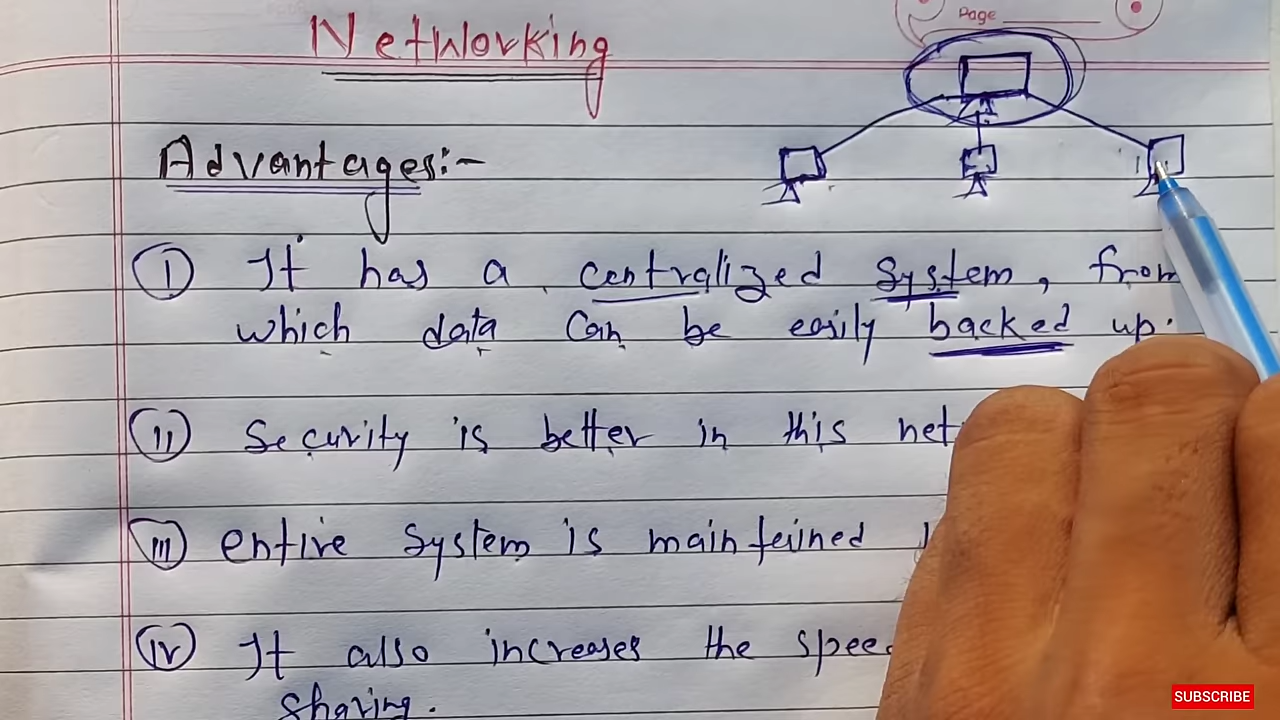 Page
Networking
Advantages:-
(I) It has a centralized system, from
which data can be easily backed up.
(II) Security is better in this net
(III) entire system is mainteined
(IV) It also increases the spee
sharing.
SUBSCRIBE